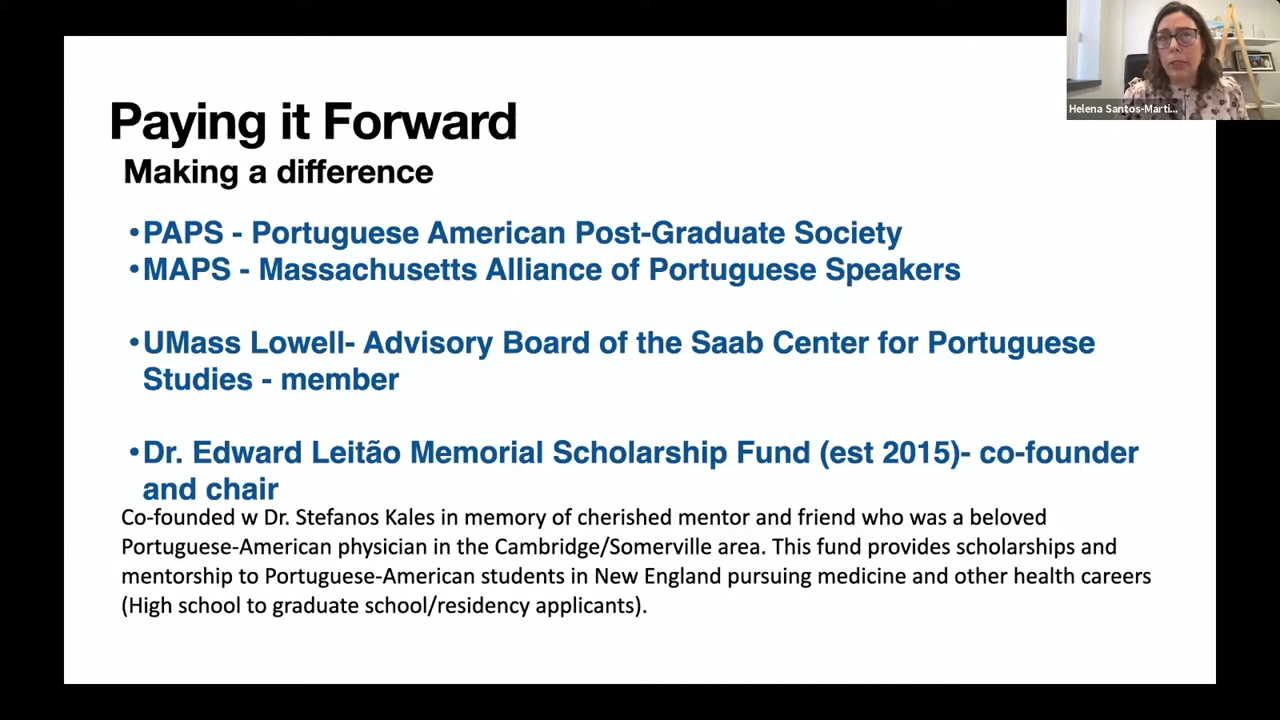 Helena Santos-Marti...
Paying it Forward
Making a difference
•PAPS - Portuguese American Post-Graduate Society
•MAPS - Massachusetts Alliance of Portuguese Speakers
•UMass Lowell- Advisory Board of the Saab Center for Portuguese
Studies - member
•Dr. Edward Leitão Memorial Scholarship Fund (est 2015)- co-founder
and chair
Co-founded w Dr. Stefanos Kales in memory of cherished mentor and friend who was a beloved
Portuguese-American physician in the Cambridge/Somerville area. This fund provides scholarships and
mentorship to Portuguese-American students in New England pursuing medicine and other health careers
(High school to graduate school/residency applicants).